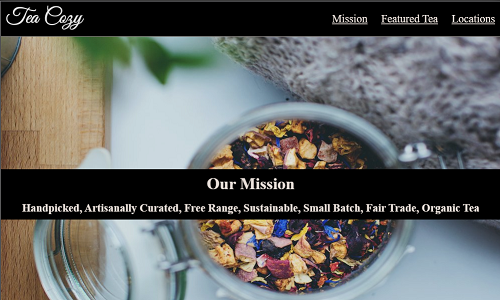 Tea Cozy
Mission Featured Tea Locations
Our Mission
Handpicked, Artisanally Curated, Free Range, Sustainable, Small Batch, Fair Trade, Organic Tea